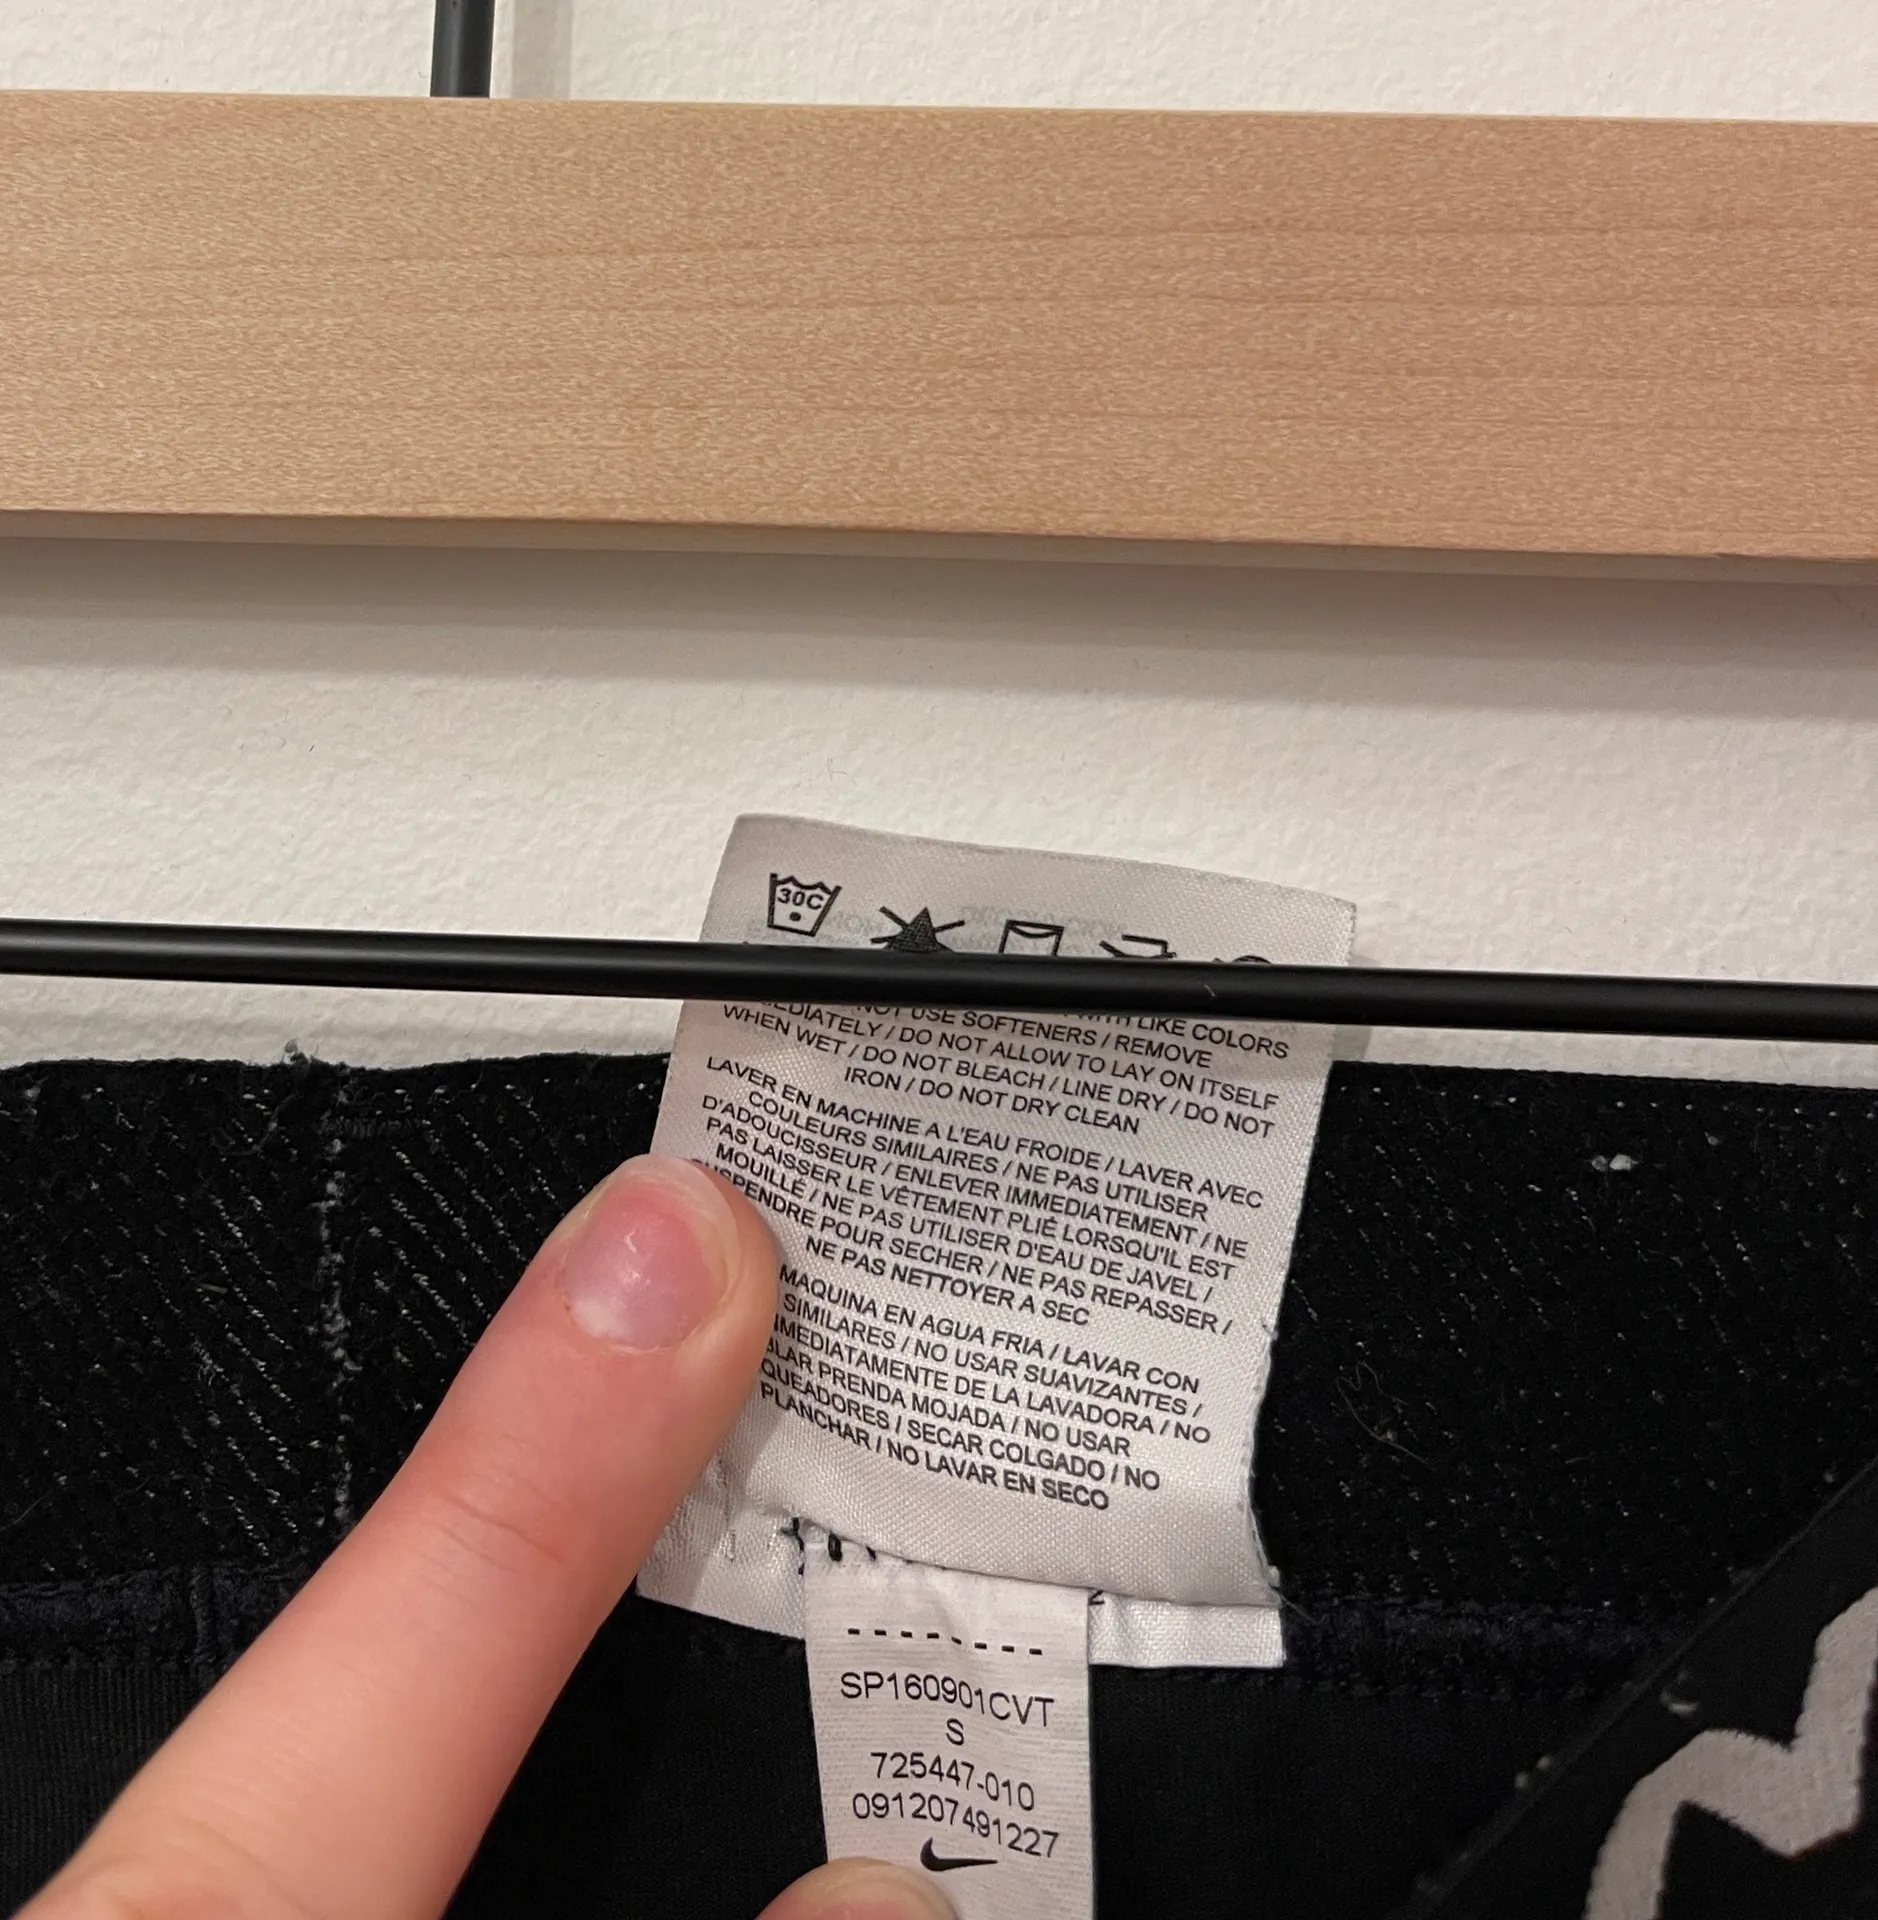 30C
NOT USE SOFTENERS / REMOVE WITH LIKE COLORS
MEDIATELY / DO NOT ALLOW TO LAY ON ITSELF
WHEN WET / DO NOT BLEACH / LINE DRY / DO NOT
IRON / DO NOT DRY CLEAN
LAVER EN MACHINE A L'EAU FROIDE / LAVER AVEC
COULEURS SIMILAIRES / NE PAS UTILISER
D'ADOUCISSEUR / ENLEVER IMMEDIATEMENT / NE
PAS LAISSER LE VÊTEMENT PLIÉ LORSQU'IL EST
MOUILLÉ / NE PAS UTILISER D'EAU DE JAVEL /
SUSPENDRE POUR SECHER / NE PAS REPASSER /
NE PAS NETTOYER A SEC
MAQUINA EN AGUA FRIA / LAVAR CON
SIMILARES / NO USAR SUAVIZANTES /
IMEDIATAMENTE DE LA LAVADORA / NO
BLAR PRENDA MOJADA / NO USAR
QUEADORES / SECAR COLGADO / NO
PLANCHAR / NO LAVAR EN SECO
SP160901CVT
S
725447-010
091207491227